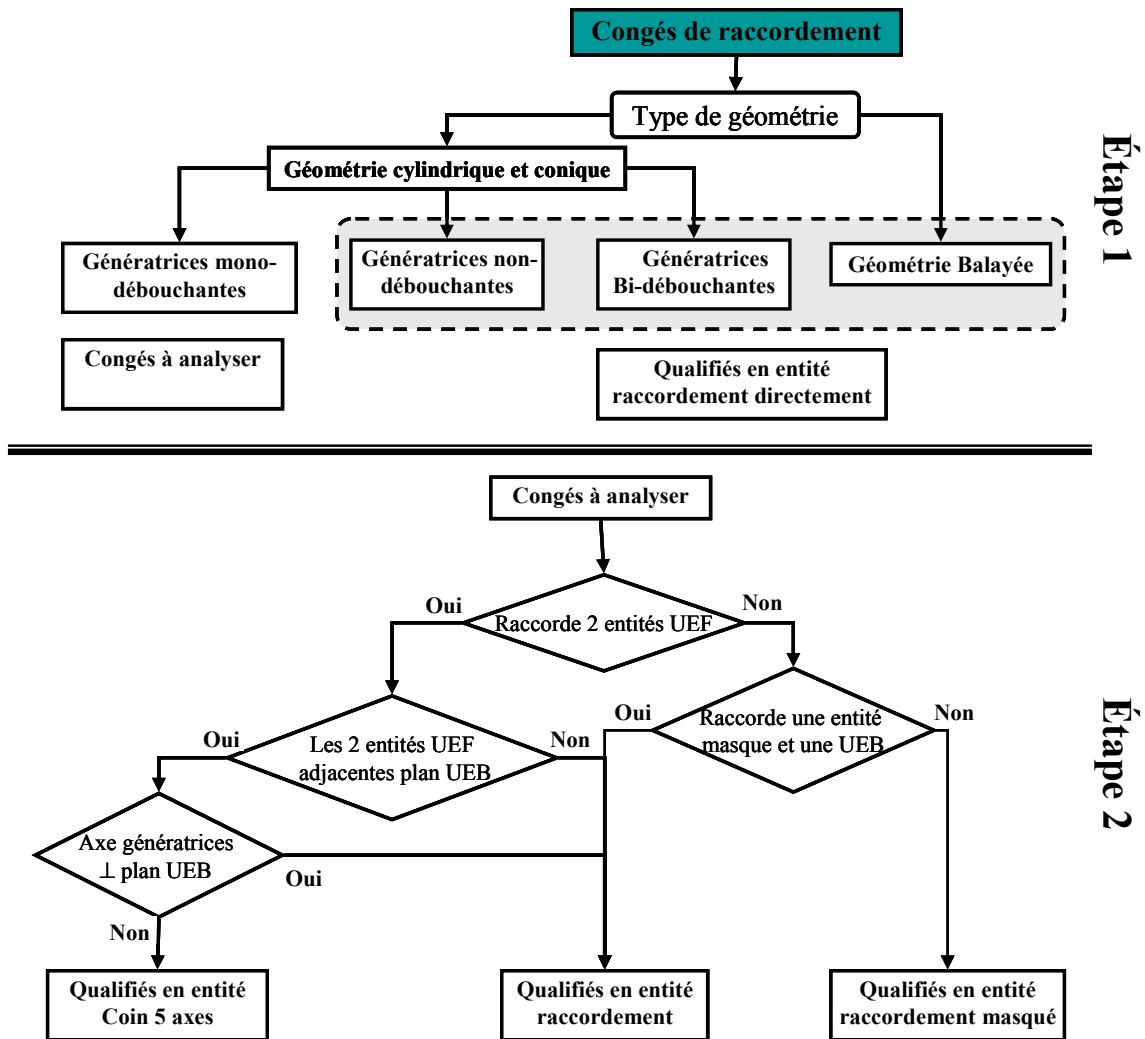 Congés de raccordement
Type de géométrie
Géométrie cylindrique et conique
Génératrices mono-
débouchantes
Génératrices non-
débouchantes
Génératrices
Bi-débouchantes
Géométrie Balayée
Congés à analyser
Qualifiés en entité
raccordement directement
Étape 1
Congés à analyser
Raccorde 2 entités UEF
Oui
Non
Les 2 entités UEF
adjacentes plan UEB
Oui
Non
Raccorde une entité
masque et une UEB
Oui
Non
Axe génératrices
⊥ plan UEB
Oui
Non
Qualifiés en entité
Coin 5 axes
Qualifiés en entité
raccordement
Qualifiés en entité
raccordement masqué
Étape 2